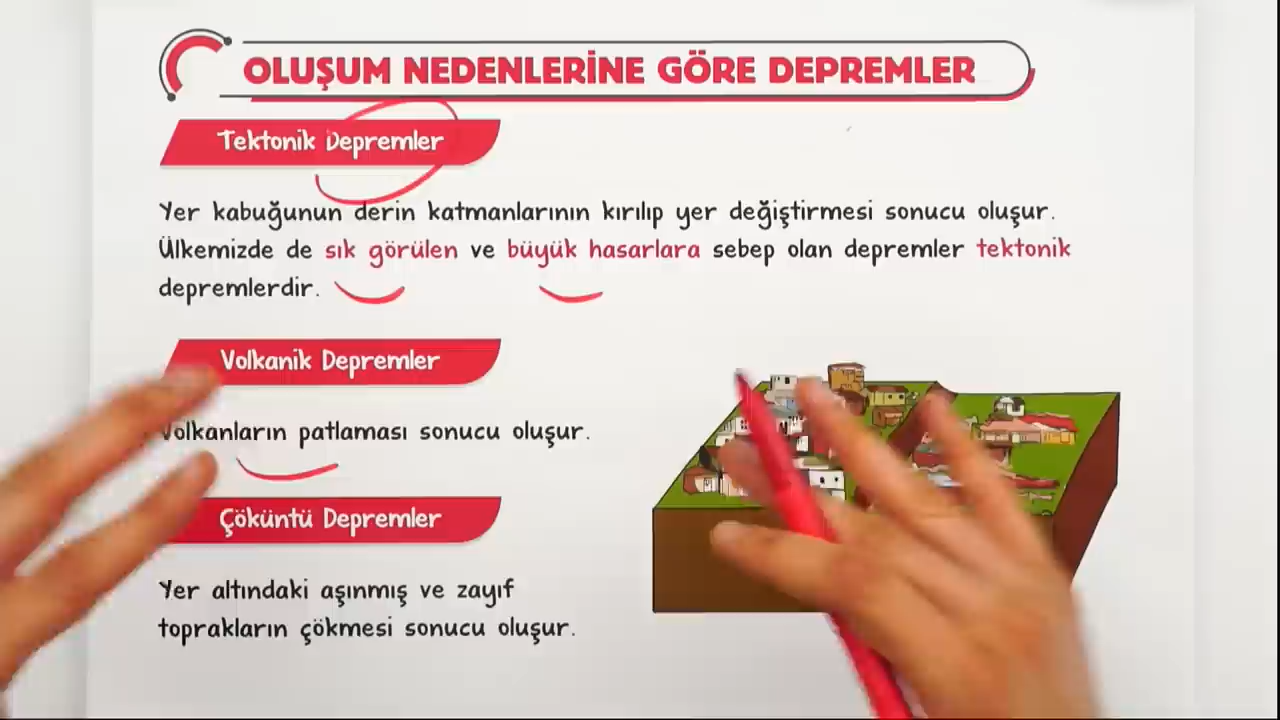 OLUŞUM NEDENLERİNE GÖRE DEPREMLER
Tektonik Depremler
Yer kabuğunun derin katmanlarının kırılıp yer değiştirmesi sonucu oluşur.
Ülkemizde de sık görülen ve büyük hasarlara sebep olan depremler tektonik
depremlerdir.
Volkanik Depremler
Volkanların patlaması sonucu oluşur.
Çöküntü Depremler
Yer altındaki aşınmış ve zayıf
toprakların çökmesi sonucu oluşur.